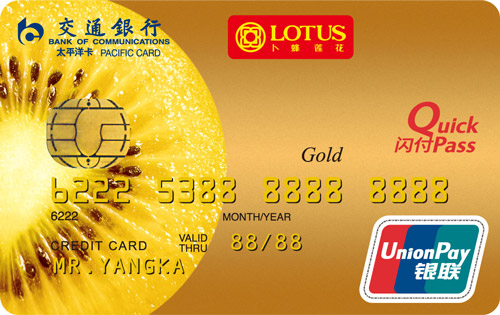 交通銀行
BANK OF COMMUNICATIONS
太平洋卡 PACIFIC CARD
LOTUS
卜蜂莲花
Quick
闪付Pass
Gold
6222 5388 8888 8888
6222
MONTH/YEAR
CREDIT CARD
VALID THRU
88/88
MR.YANGKA
UnionPay
银联